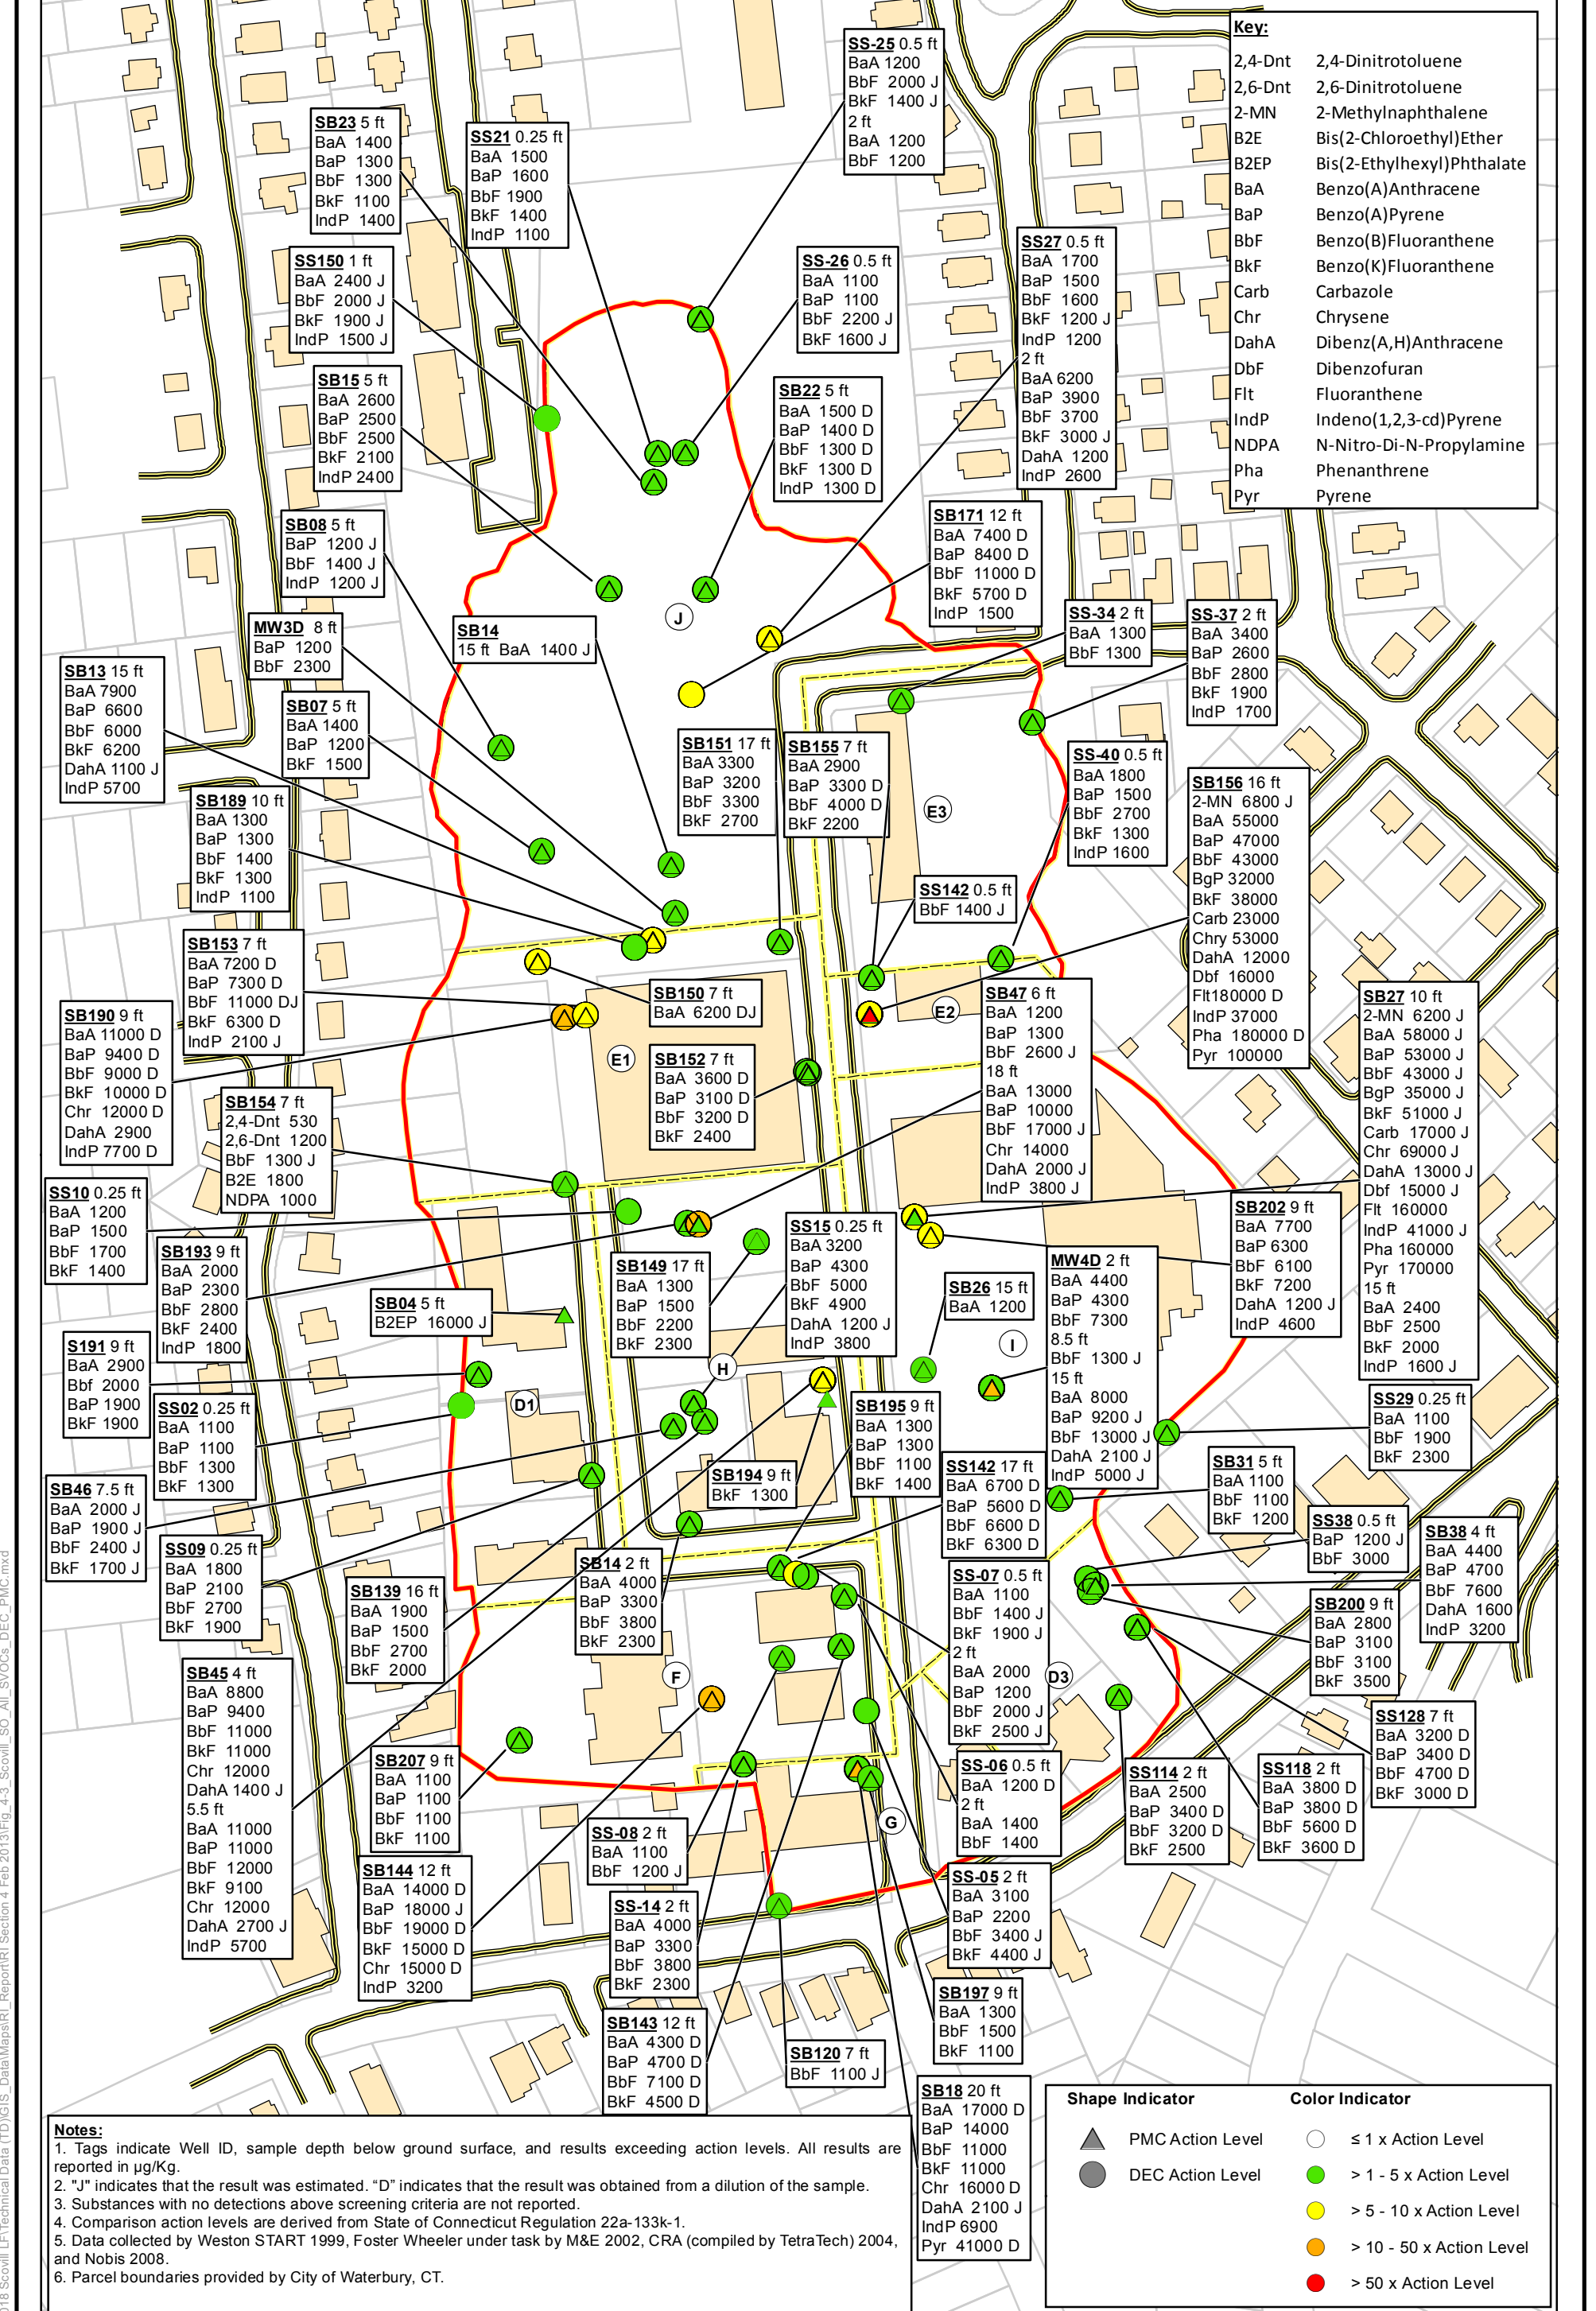 SS-25 0.5 ft
BaA 1200
BbF 2000 J
BkF 1400 J
2 ft
BaA 1200
BbF 1200
Key:
2,4-Dnt 2,4-Dinitrotoluene
2,6-Dnt 2,6-Dinitrotoluene
2-MN 2-Methylnaphthalene
B2E Bis(2-Chloroethyl)Ether
B2EP Bis(2-Ethylhexyl)Phthalate
BaA Benzo(A)Anthracene
BaP Benzo(A)Pyrene
BbF Benzo(B)Fluoranthene
BkF Benzo(K)Fluoranthene
Carb Carbazole
Chr Chrysene
DahA Dibenz(A,H)Anthracene
DbF Dibenzofuran
Flt Fluoranthene
IndP Indeno(1,2,3-cd)Pyrene
NDPA N-Nitro-Di-N-Propylamine
Pha Phenanthrene
Pyr Pyrene
SB23 5 ft
BaA 1400
BaP 1300
BbF 1300
BkF 1100
IndP 1400
SS21 0.25 ft
BaA 1500
BaP 1600
BbF 1900
BkF 1400
IndP 1100
SS150 1 ft
BaA 2400 J
BbF 2000 J
BkF 1900 J
IndP 1500 J
SS-26 0.5 ft
BaA 1100
BaP 1100
BbF 2200 J
BkF 1600 J
SS27 0.5 ft
BaA 1700
BaP 1500
BbF 1600
BkF 1200 J
IndP 1200
2 ft
BaA 6200
BaP 3900
BbF 3700
BkF 3000 J
DahA 1200
IndP 2600
SB15 5 ft
BaA 2600
BaP 2500
BbF 2500
BkF 2100
IndP 2400
SB22 5 ft
BaA 1500 D
BaP 1400 D
BbF 1300 D
BkF 1300 D
IndP 1300 D
SB08 5 ft
BaP 1200 J
BbF 1400 J
IndP 1200 J
SB171 12 ft
BaA 7400 D
BaP 8400 D
BbF 11000 D
BkF 5700 D
IndP 1500
J
MW3D 8 ft
BaP 1200
BbF 2300
SB14
15 ft BaA 1400 J
SS-34 2 ft
BaA 1300
BbF 1300
SS-37 2 ft
BaA 3400
BaP 2600
BbF 2800
BkF 1900
IndP 1700
SB13 15 ft
BaA 7900
BaP 6600
BbF 6000
BkF 6200
DahA 1100 J
IndP 5700
SB07 5 ft
BaA 1400
BaP 1200
BkF 1500
SB151 17 ft
BaA 3300
BaP 3200
BbF 3300
BkF 2700
SB155 7 ft
BaA 2900
BaP 3300 D
BbF 4000 D
BkF 2200
E3
SS-40 0.5 ft
BaA 1800
BaP 1500
BbF 2700
BkF 1300
IndP 1600
SB156 16 ft
2-MN 6800 J
BaA 55000
BaP 47000
BbF 43000
BgP 32000
BkF 38000
Carb 23000
Chry 53000
DahA 12000
Dbf 16000
Flt180000 D
IndP 37000
Pha 180000 D
Pyr 100000
SB189 10 ft
BaA 1300
BaP 1300
BbF 1400
BkF 1300
IndP 1100
SS142 0.5 ft
BbF 1400 J
SB153 7 ft
BaA 7200 D
BaP 7300 D
BbF 11000 DJ
BkF 6300 D
IndP 2100 J
SB150 7 ft
BaA 6200 DJ
E2
SB47 6 ft
BaA 1200
BaP 1300
BbF 2600 J
18 ft
BaA 13000
BaP 10000
BbF 17000 J
Chr 14000
DahA 2000 J
IndP 3800 J
SB27 10 ft
2-MN 6200 J
BaA 58000 J
BaP 53000 J
BbF 43000 J
BgP 35000 J
BkF 51000 J
Carb 17000 J
Chr 69000 J
DahA 13000 J
Dbf 15000 J
Flt 160000
IndP 41000 J
Pha 160000
Pyr 170000
15 ft
BaA 2400
BbF 2500
BkF 2000
IndP 1600 J
SB190 9 ft
BaA 11000 D
BaP 9400 D
BbF 9000 D
BkF 10000 D
Chr 12000 D
DahA 2900
IndP 7700 D
E1
SB152 7 ft
BaA 3600 D
BaP 3100 D
BbF 3200 D
BkF 2400
SB154 7 ft
2,4-Dnt 530
2,6-Dnt 1200
BbF 1300 J
B2E 1800
NDPA 1000
SS10 0.25 ft
BaA 1200
BaP 1500
BbF 1700
BkF 1400
SB193 9 ft
BaA 2000
BaP 2300
BbF 2800
BkF 2400
IndP 1800
SB149 17 ft
BaA 1300
BaP 1500
BbF 2200
BkF 2300
SS15 0.25 ft
BaA 3200
BaP 4300
BbF 5000
BkF 4900
DahA 1200 J
IndP 3800
SB202 9 ft
BaA 7700
BaP 6300
BbF 6100
BKF 7200
DahA 1200 J
IndP 4600
MW4D 2 ft
BaA 4400
BaP 4300
BbF 7300
8.5 ft
BbF 1300 J
15 ft
BaA 8000
BaP 9200 J
BbF 13000 J
DahA 2100 J
IndP 5000 J
SB26 15 ft
BaA 1200
I
SB04 5 ft
B2EP 16000 J
S191 9 ft
BaA 2900
Bbf 2000
BaP 1900
BkF 1900
H
D1
SS02 0.25 ft
BaA 1100
BaP 1100
BbF 1300
BkF 1300
SB195 9 ft
BaA 1300
BaP 1300
BbF 1100
BkF 1400
SS29 0.25 ft
BaA 1100
BbF 1900
BkF 2300
SB46 7.5 ft
BaA 2000 J
BaP 1900 J
BbF 2400 J
BkF 1700 J
SB194 9 ft
BkF 1300
SS142 17 ft
BaA 6700 D
BaP 5600 D
BbF 6600 D
BkF 6300 D
SB31 5 ft
BaA 1100
BbF 1100
BkF 1200
SS38 0.5 ft
BaP 1200 J
BbF 3000
SB38 4 ft
BaA 4400
BaP 4700
BbF 7600
DahA 1600
IndP 3200
SS09 0.25 ft
BaA 1800
BaP 2100
BbF 2700
BkF 1900
SB139 16 ft
BaA 1900
BaP 1500
BbF 2700
BkF 2000
SB14 2 ft
BaA 4000
BaP 3300
BbF 3800
BkF 2300
SS-07 0.5 ft
BaA 1100
BbF 1400 J
BkF 1900 J
2 ft
BaA 2000
BaP 1200
BbF 2000 J
BkF 2500 J
D3
SB200 9 ft
BaA 2800
BaP 3100
BbF 3100
BkF 3500
SB45 4 ft
BaA 8800
BaP 9400
BbF 11000
BkF 11000
Chr 12000
DahA 1400 J
5.5 ft
BaA 11000
BaP 11000
BbF 12000
BkF 9100
Chr 12000
DahA 2700 J
IndP 5700
F
SS128 7 ft
BaA 3200 D
BaP 3400 D
BbF 4700 D
BkF 3000 D
SB207 9 ft
BaA 1100
BaP 1100
BbF 1100
BkF 1100
SS-06 0.5 ft
BaA 1200 D
2 ft
BaA 1400
BbF 1400
SS114 2 ft
BaA 2500
BaP 3400 D
BbF 3200 D
BkF 2500
SS118 2 ft
BaA 3800 D
BaP 3800 D
BbF 5600 D
BkF 3600 D
G
SS-08 2 ft
BaA 1100
BbF 1200 J
SB144 12 ft
BaA 14000 D
BaP 18000 J
BbF 19000 D
BkF 15000 D
Chr 15000 D
IndP 3200
SS-14 2 ft
BaA 4000
BaP 3300
BbF 3800
BkF 2300
SS-05 2 ft
BaA 3100
BaP 2200
BbF 3400 J
BkF 4400 J
SB197 9 ft
BaA 1300
BbF 1500
BkF 1100
SB143 12 ft
BaA 4300 D
BaP 4700 D
BbF 7100 D
BkF 4500 D
SB120 7 ft
BbF 1100 J
SB18 20 ft
BaA 17000 D
BaP 14000
BbF 11000
BkF 11000
Chr 16000 D
DahA 2100 J
IndP 6900
Pyr 41000 D
Notes:
1. Tags indicate Well ID, sample depth below ground surface, and results exceeding action levels. All results are
reported in µg/Kg.
2. "J" indicates that the result was estimated. “D” indicates that the result was obtained from a dilution of the sample.
3. Substances with no detections above screening criteria are not reported.
4. Comparison action levels are derived from State of Connecticut Regulation 22a-133k-1.
5. Data collected by Weston START 1999, Foster Wheeler under task by M&E 2002, CRA (compiled by TetraTech) 2004,
and Nobis 2008.
6. Parcel boundaries provided by City of Waterbury, CT.
Shape Indicator
PMC Action Level
DEC Action Level
Color Indicator
≤ 1 x Action Level
> 1 - 5 x Action Level
> 5 - 10 x Action Level
> 10 - 50 x Action Level
> 50 x Action Level
018 Scovill LF\Technical Data (TD)\GIS_Data\Maps\RI_Report\RI Section 4 Feb 2013\Fig_4-3_Scovill_SO_All_SVOCs_DEC_PMC.mxd